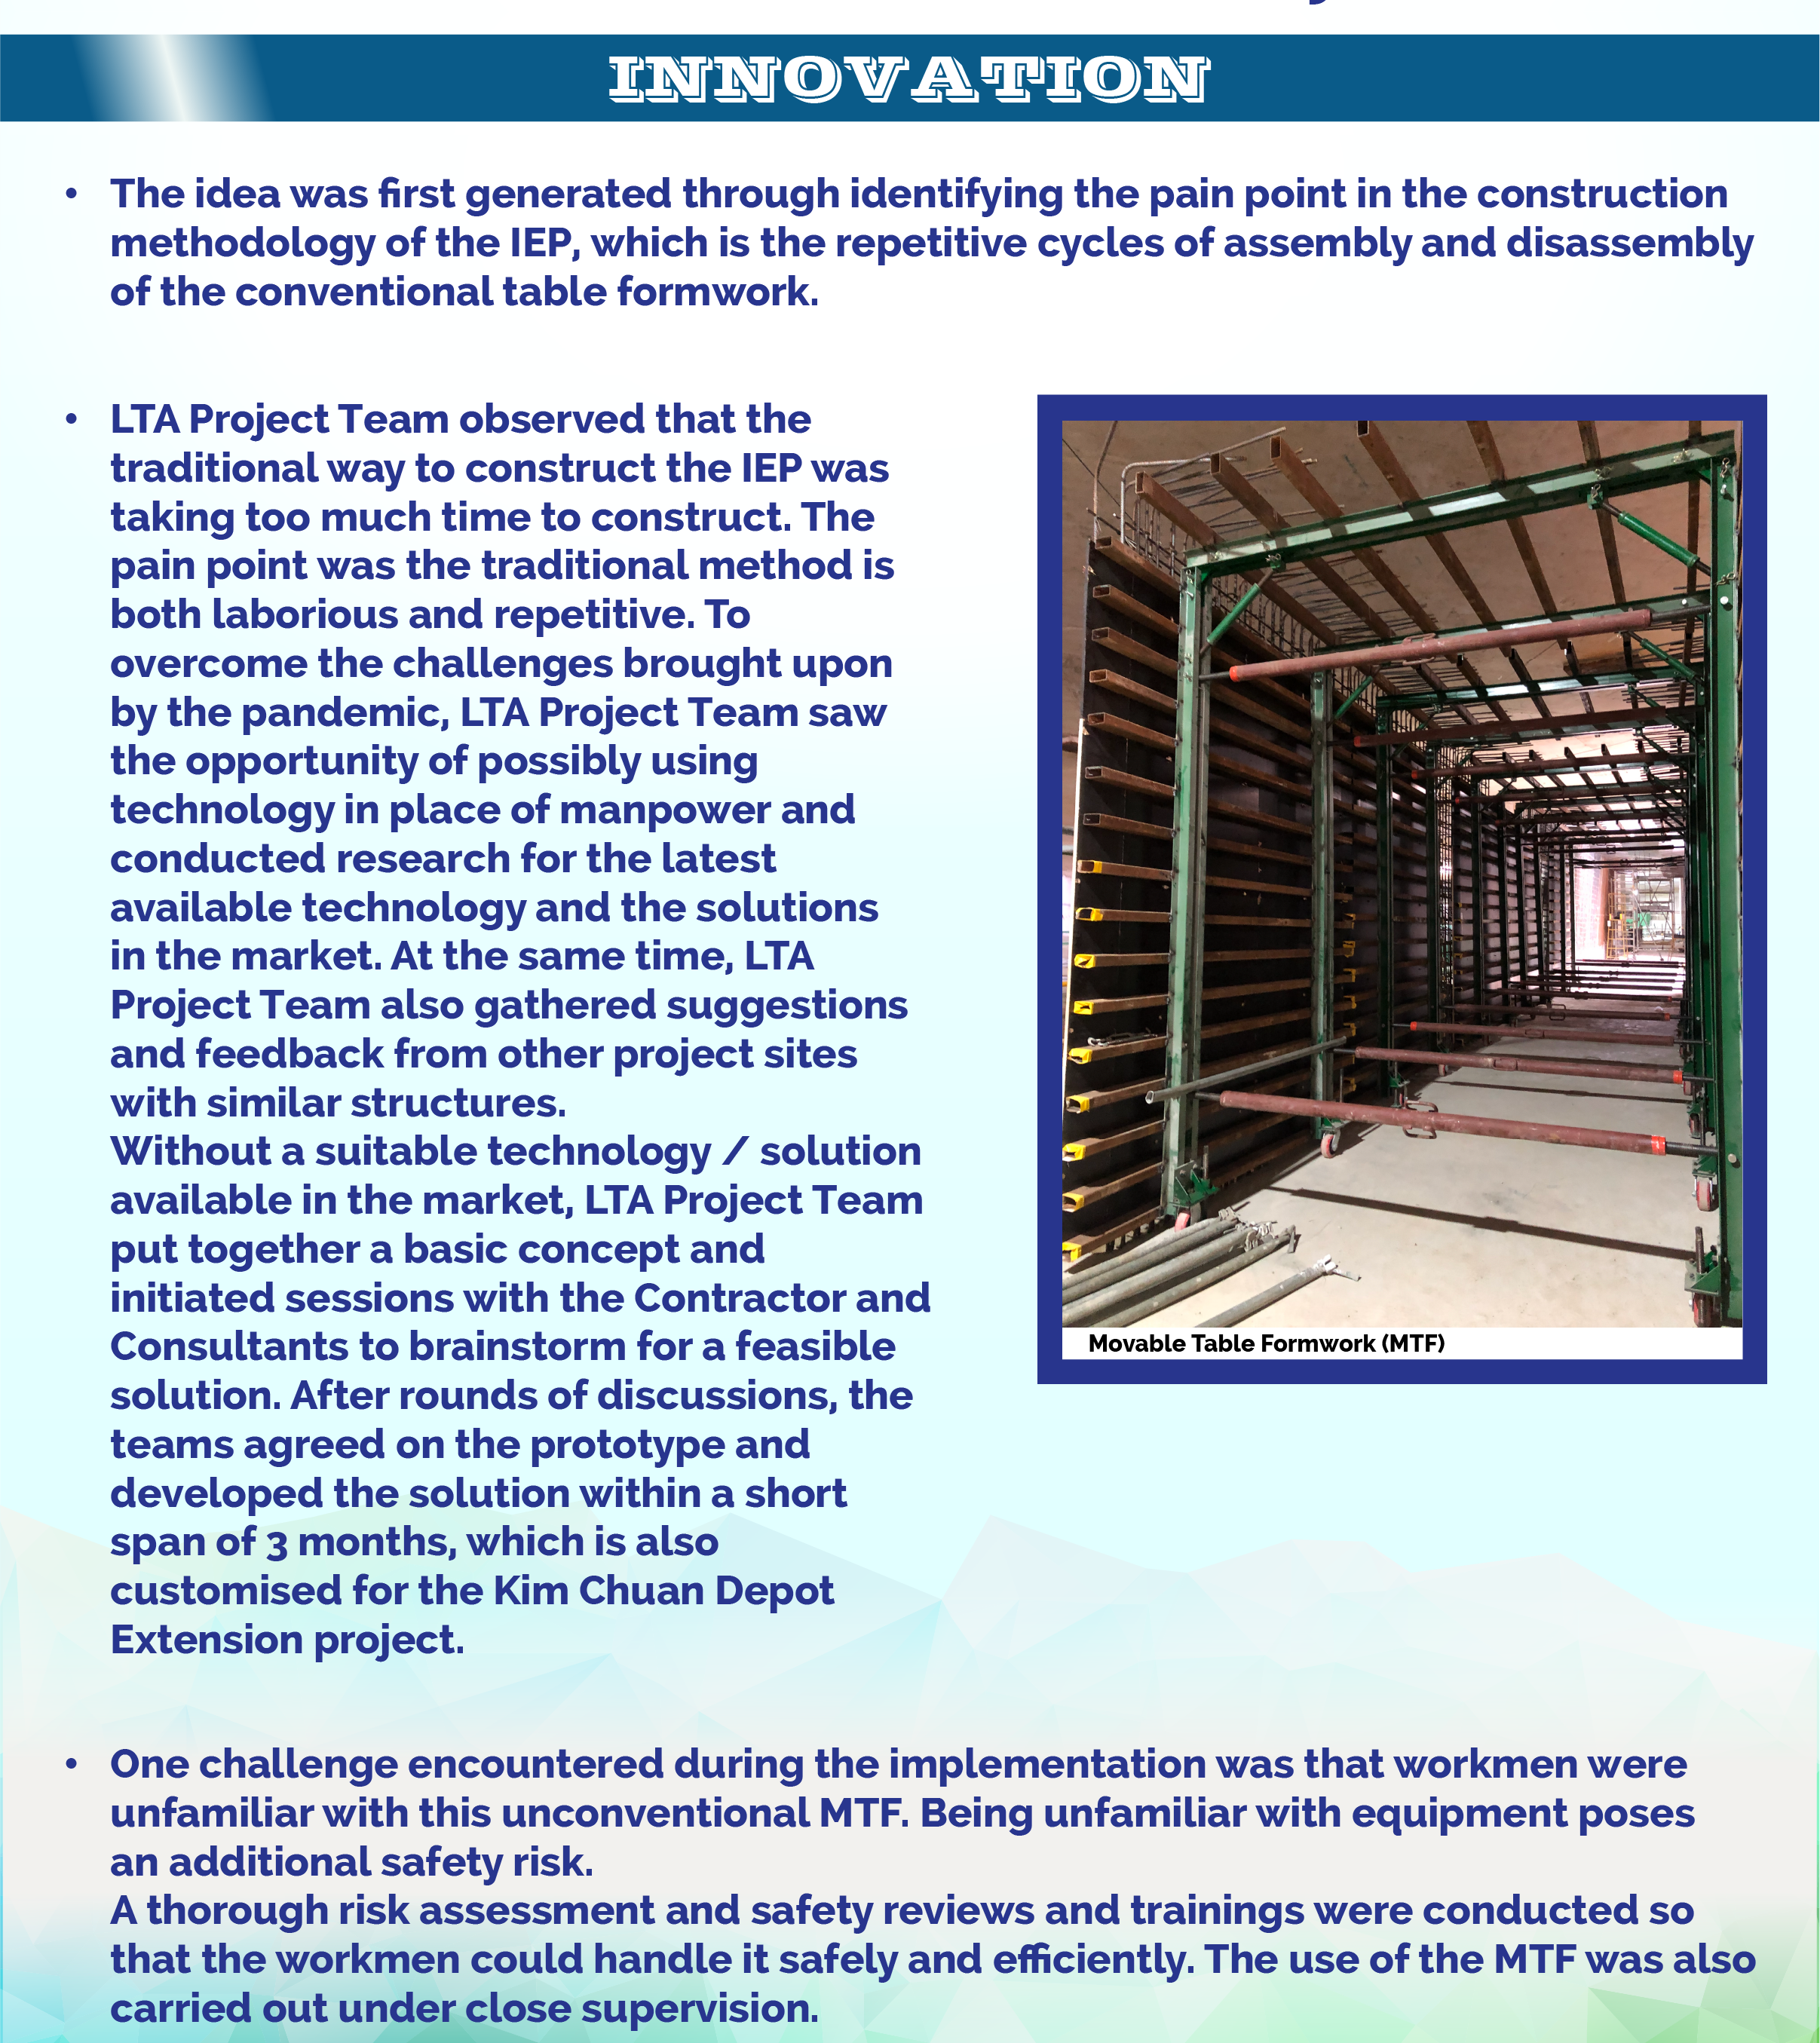 INNOVATION
• The idea was first generated through identifying the pain point in the construction
methodology of the IEP, which is the repetitive cycles of assembly and disassembly
of the conventional table formwork.
• LTA Project Team observed that the
traditional way to construct the IEP was
taking too much time to construct. The
pain point was the traditional method is
both laborious and repetitive. To
overcome the challenges brought upon
by the pandemic, LTA Project Team saw
the opportunity of possibly using
technology in place of manpower and
conducted research for the latest
available technology and the solutions
in the market. At the same time, LTA
Project Team also gathered suggestions
and feedback from other project sites
with similar structures.
Without a suitable technology / solution
available in the market, LTA Project Team
put together a basic concept and
initiated sessions with the Contractor and
Consultants to brainstorm for a feasible
solution. After rounds of discussions, the
teams agreed on the prototype and
developed the solution within a short
span of 3 months, which is also
customised for the Kim Chuan Depot
Extension project.
Movable Table Formwork (MTF)
• One challenge encountered during the implementation was that workmen were
unfamiliar with this unconventional MTF. Being unfamiliar with equipment poses
an additional safety risk.
A thorough risk assessment and safety reviews and trainings were conducted so
that the workmen could handle it safely and efficiently. The use of the MTF was also
carried out under close supervision.